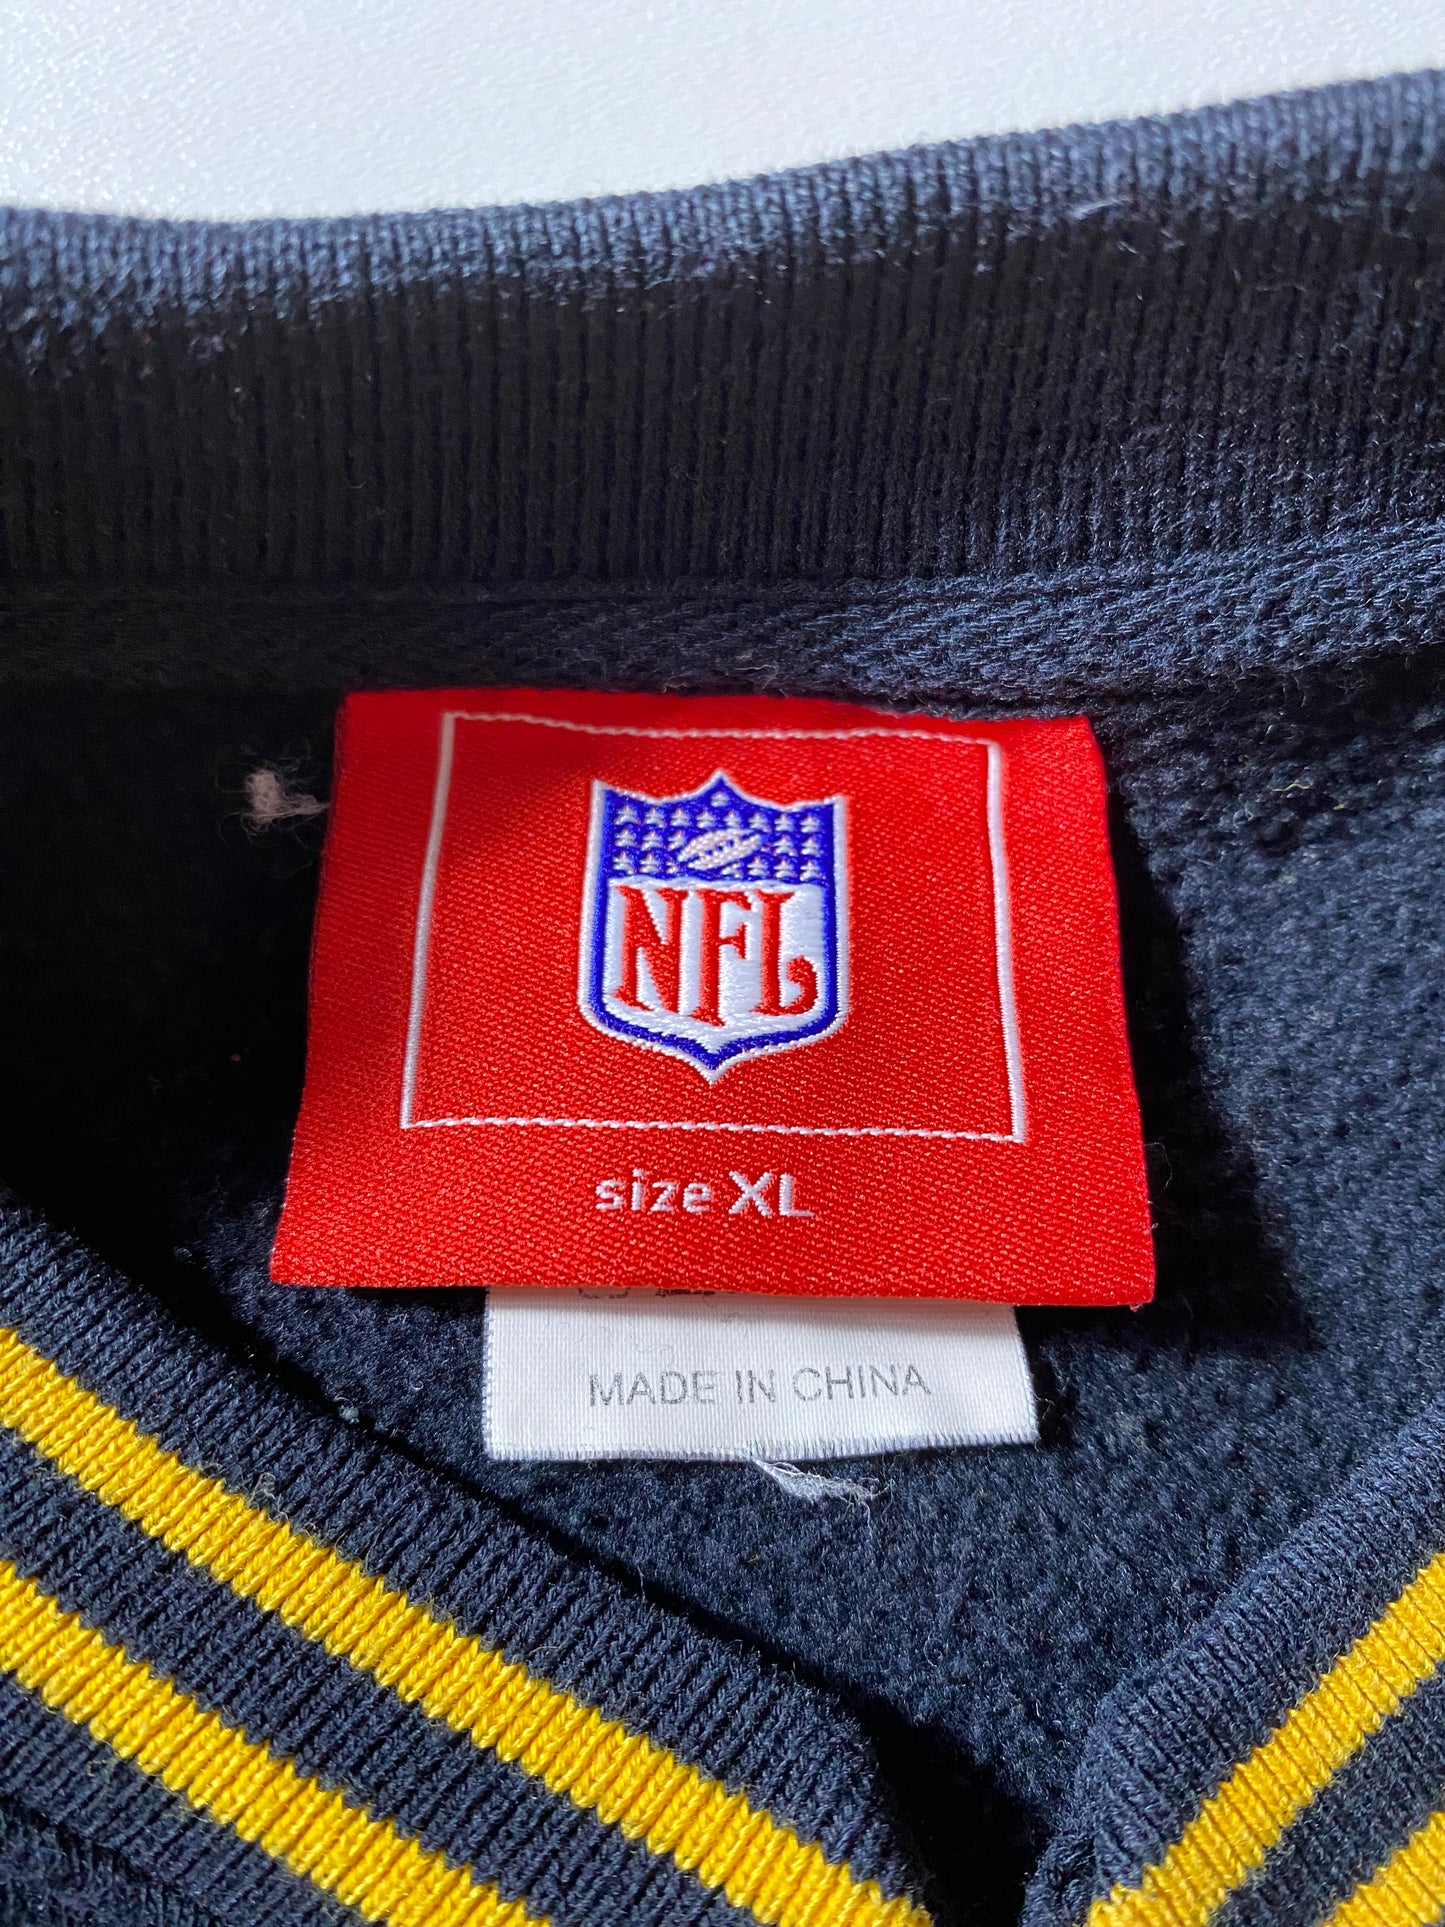 NFL
size XL
MADE IN CHINA